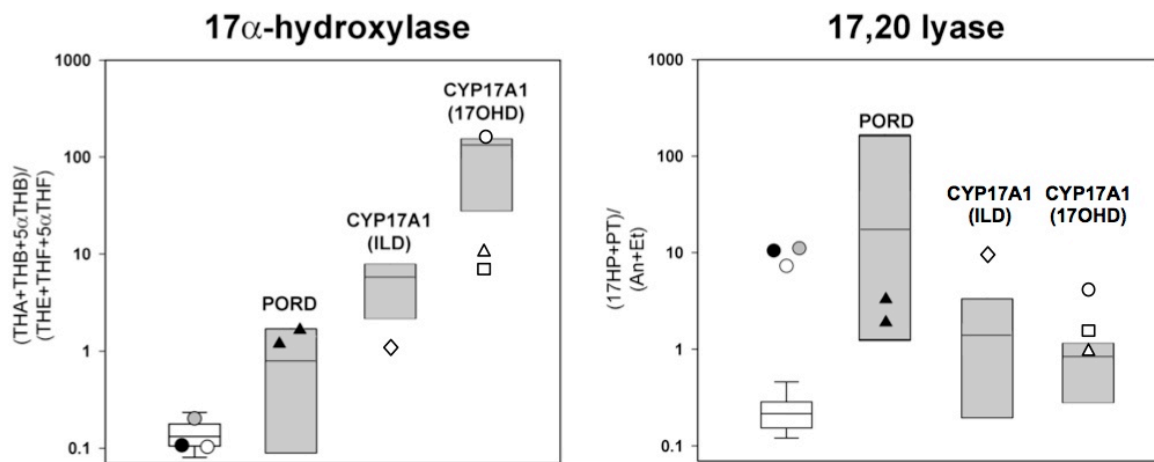 17α-hydroxylase
1000
100
10
1
0.1
(THA+THB+5αTHB)/
(THE+THF+5αTHF)
PORD
CYP17A1
(ILD)
CYP17A1
(17OHD)
17,20 lyase
1000
100
10
1
0.1
(17HP+PT)/
(An+Et)
PORD
CYP17A1
(ILD)
CYP17A1
(17OHD)